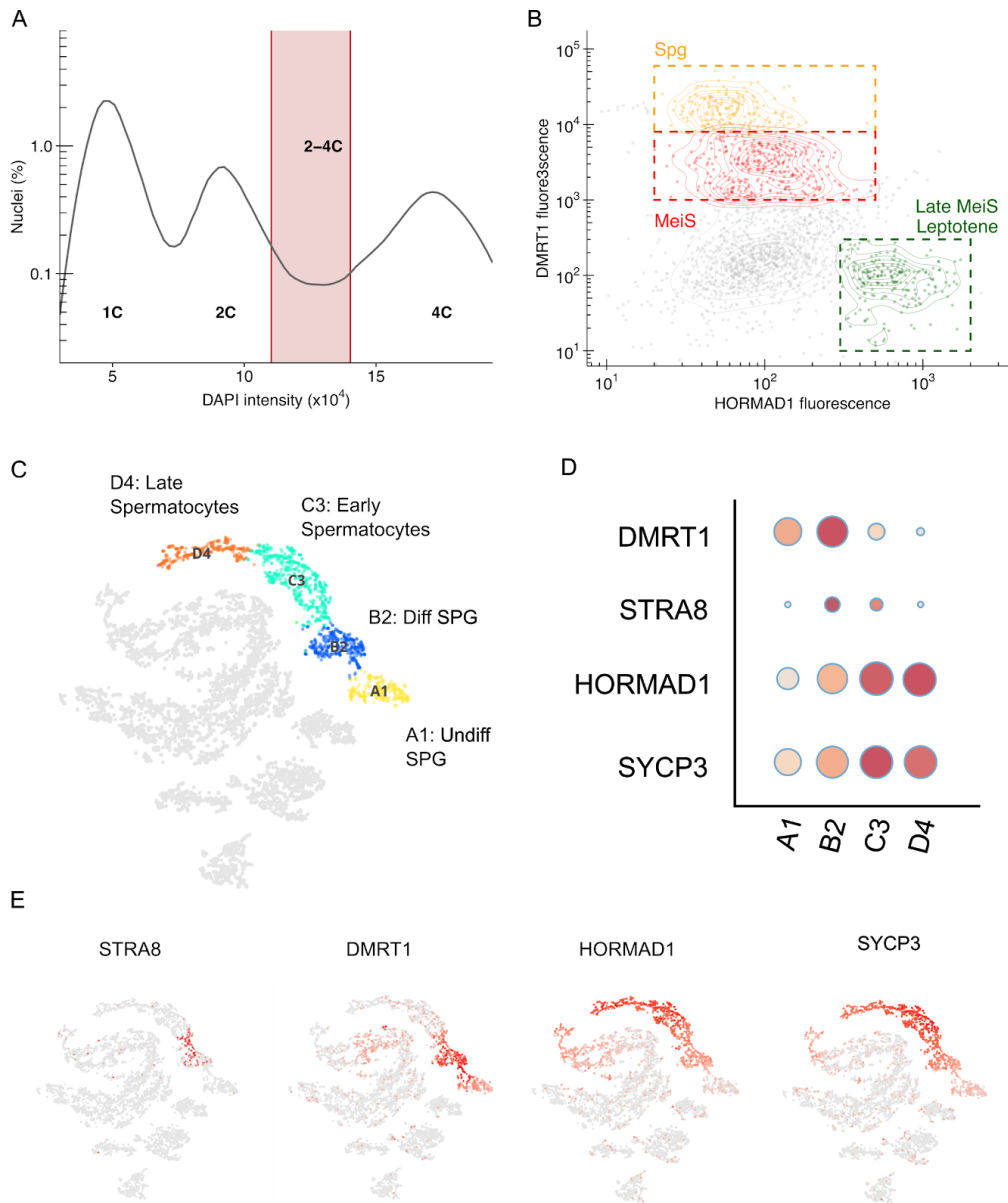 A
Nuclei (%)
1.0
0.1
2–4C
1C
2C
4C
5
10
15
DAPI intensity (x10⁴)
B
DMRT1 fluore3scence
10⁵
10⁴
10³
10²
10¹
Spg
MeiS
Late MeiS
Leptotene
10¹
10²
10³
HORMAD1 fluorescence
C
D4: Late
Spermatocytes
C3: Early
Spermatocytes
D4
C3
B2: Diff SPG
B2
A1
A1: Undiff
SPG
D
DMRT1
STRA8
HORMAD1
SYCP3
A1
B2
C3
D4
E
STRA8
DMRT1
HORMAD1
SYCP3